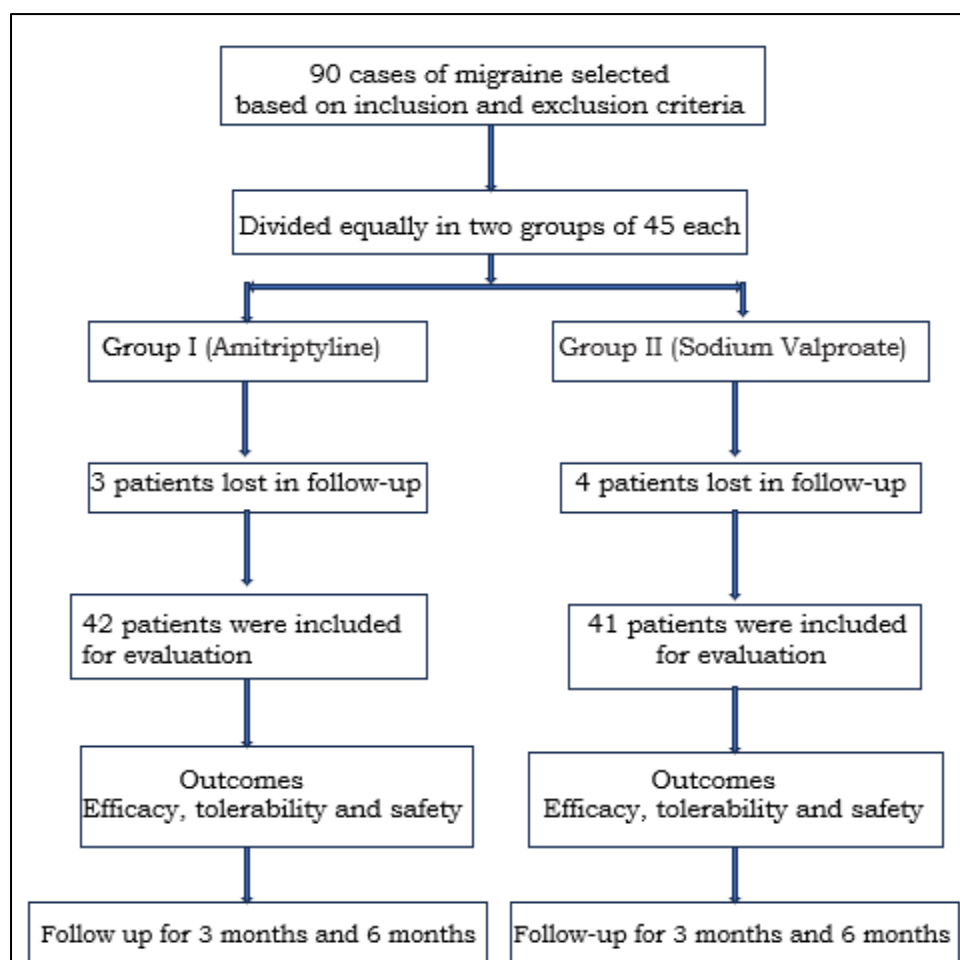 90 cases of migraine selected
based on inclusion and exclusion criteria
Divided equally in two groups of 45 each
Group I (Amitriptyline)
Group II (Sodium Valproate)
3 patients lost in follow-up
4 patients lost in follow-up
42 patients were included
for evaluation
41 patients were included
for evaluation
Outcomes
Efficacy, tolerability and safety
Outcomes
Efficacy, tolerability and safety
Follow up for 3 months and 6 months
Follow-up for 3 months and 6 months